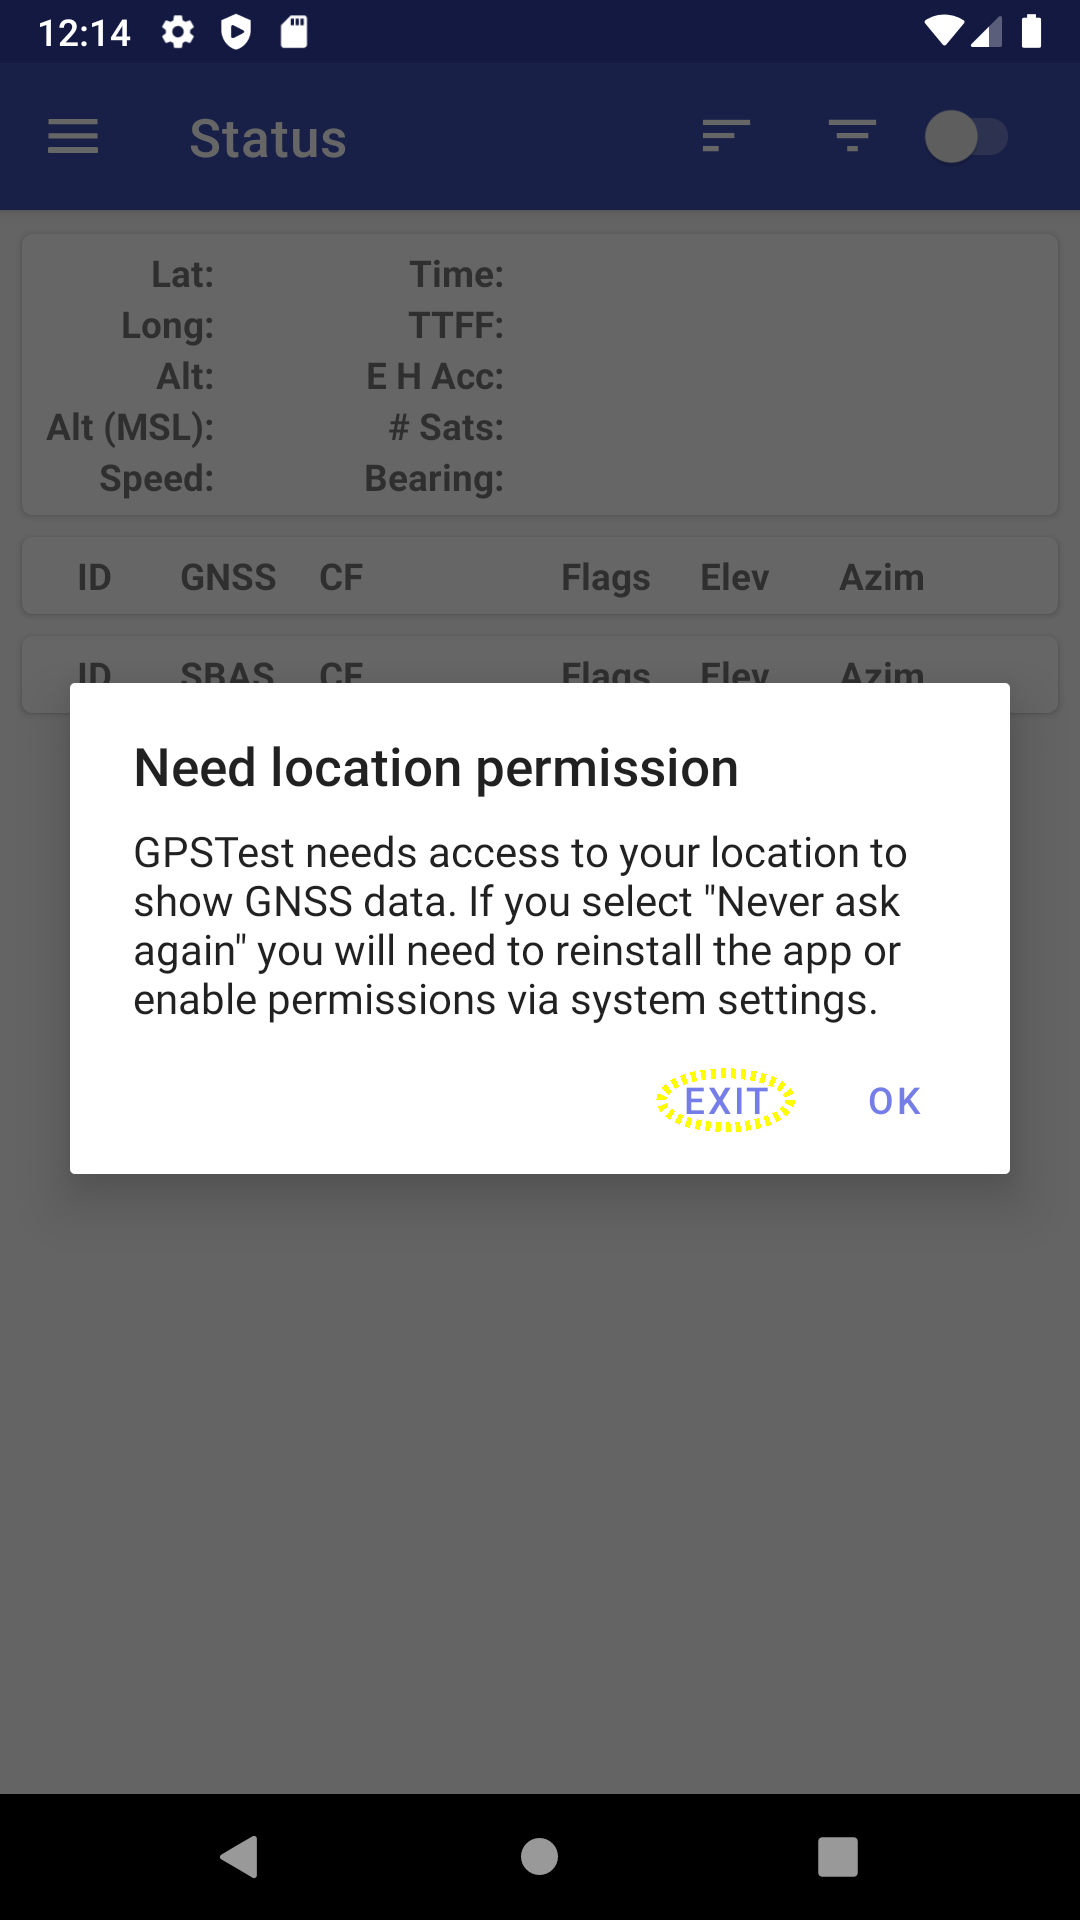 12:14
Status
Lat:
Time:
Long:
TTFF:
Alt:
E H Acc:
Alt (MSL):
# Sats:
Speed:
Bearing:
ID GNSS CF Flags Elev Azim
ID SBAS CF Flags Elev Azim
Need location permission
GPSTest needs access to your location to
show GNSS data. If you select "Never ask
again" you will need to reinstall the app or
enable permissions via system settings.
EXIT OK